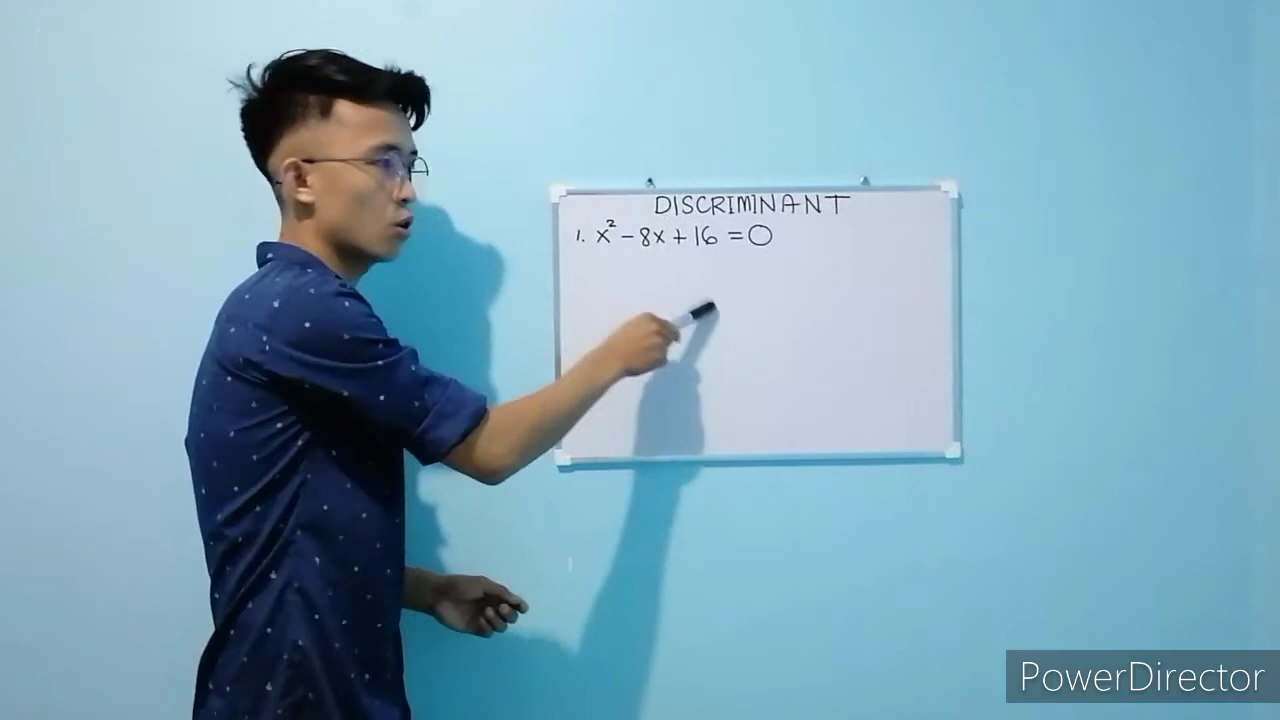 DISCRIMINANT
1. x² - 8x + 16 = 0
PowerDirector